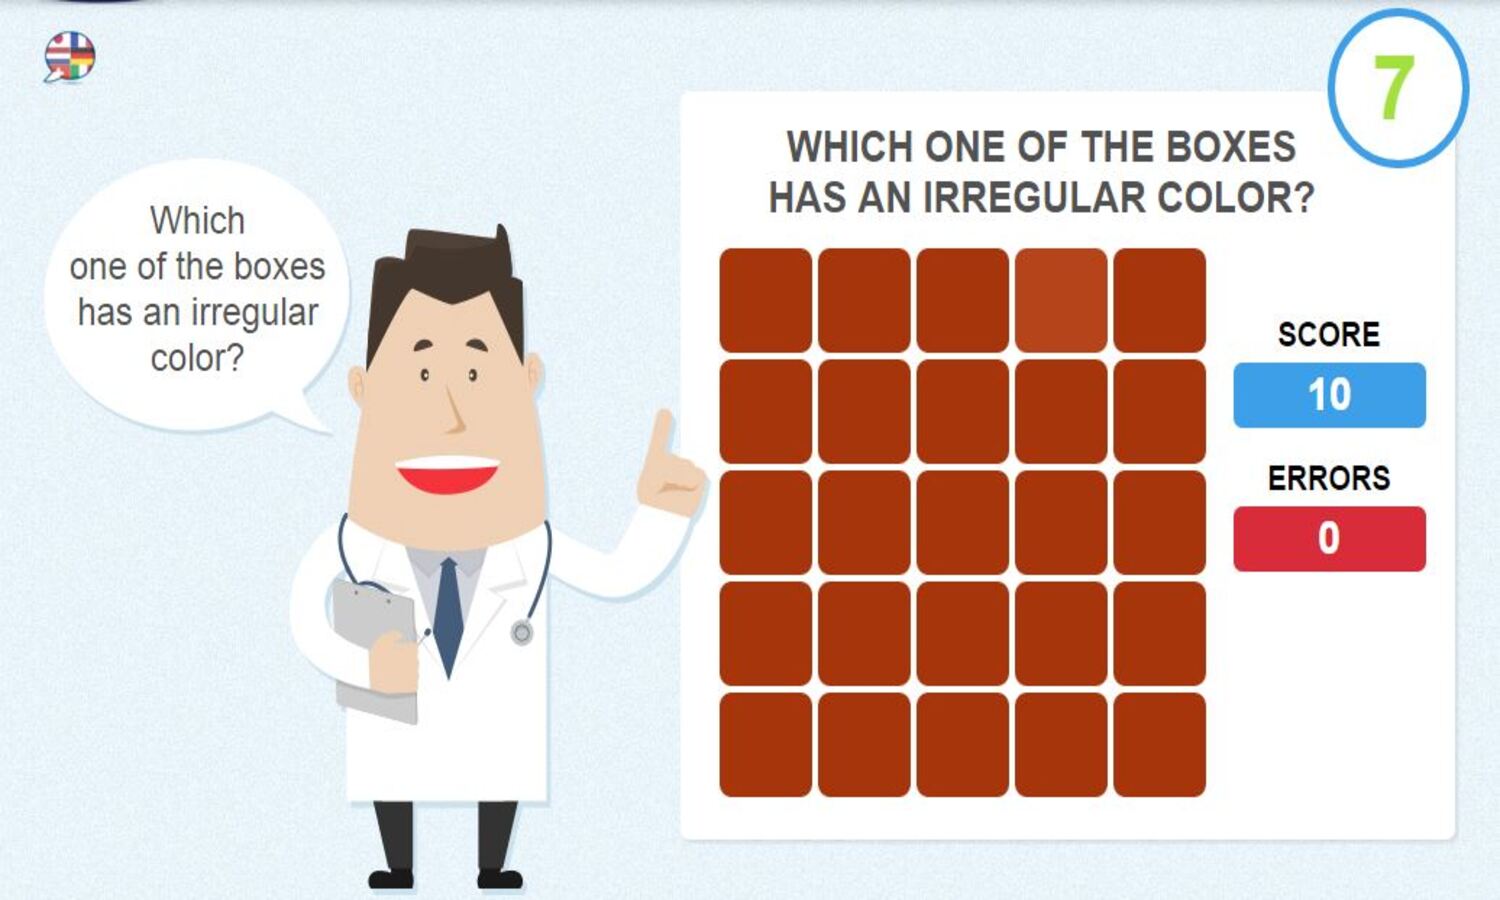 7
WHICH ONE OF THE BOXES
HAS AN IRREGULAR COLOR?
Which
one of the boxes
has an irregular
color?
SCORE
10
ERRORS
0